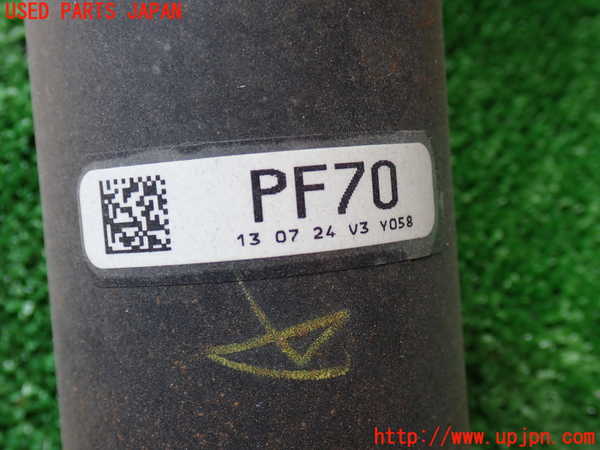 USED PARTS JAPAN
PF70
13 07 24 V3 Y058
http://www.upjpn.com/